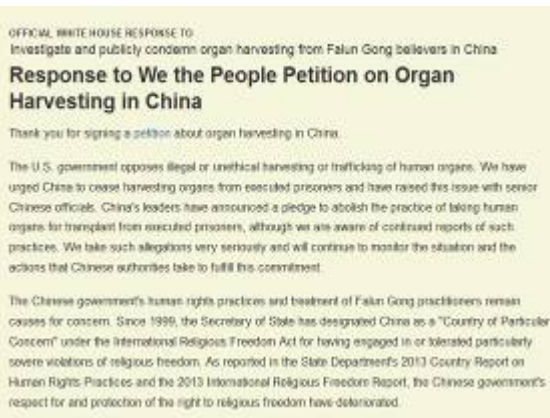 OFFICIAL WHITE HOUSE RESPONSE TO
Investigate and publicly condemn organ harvesting from Falun Gong believers in China
Response to We the People Petition on Organ
Harvesting in China
Thank you for signing a petition about organ harvesting in China.
The U.S. government opposes illegal or unethical harvesting or trafficking of human organs. We have
urged China to cease harvesting organs from executed prisoners and have raised this issue with senior
Chinese officials. China's leaders have announced a pledge to abolish the practice of taking human
organs for transplant from executed prisoners, although we are aware of continued reports of such
practices. We take such allegations very seriously and will continue to monitor the situation and the
actions that Chinese authorities take to fulfill this commitment.
The Chinese government's human rights practices and treatment of Falun Gong practitioners remain
causes for concern. Since 1999, the Secretary of State has designated China as a "Country of Particular
Concern" under the International Religious Freedom Act for having engaged in or tolerated particularly
severe violations of religious freedom. As reported in the State Department's 2013 Country Report on
Human Rights Practices and the 2013 International Religious Freedom Report, the Chinese government's
respect for and protection of the right to religious freedom have deteriorated.